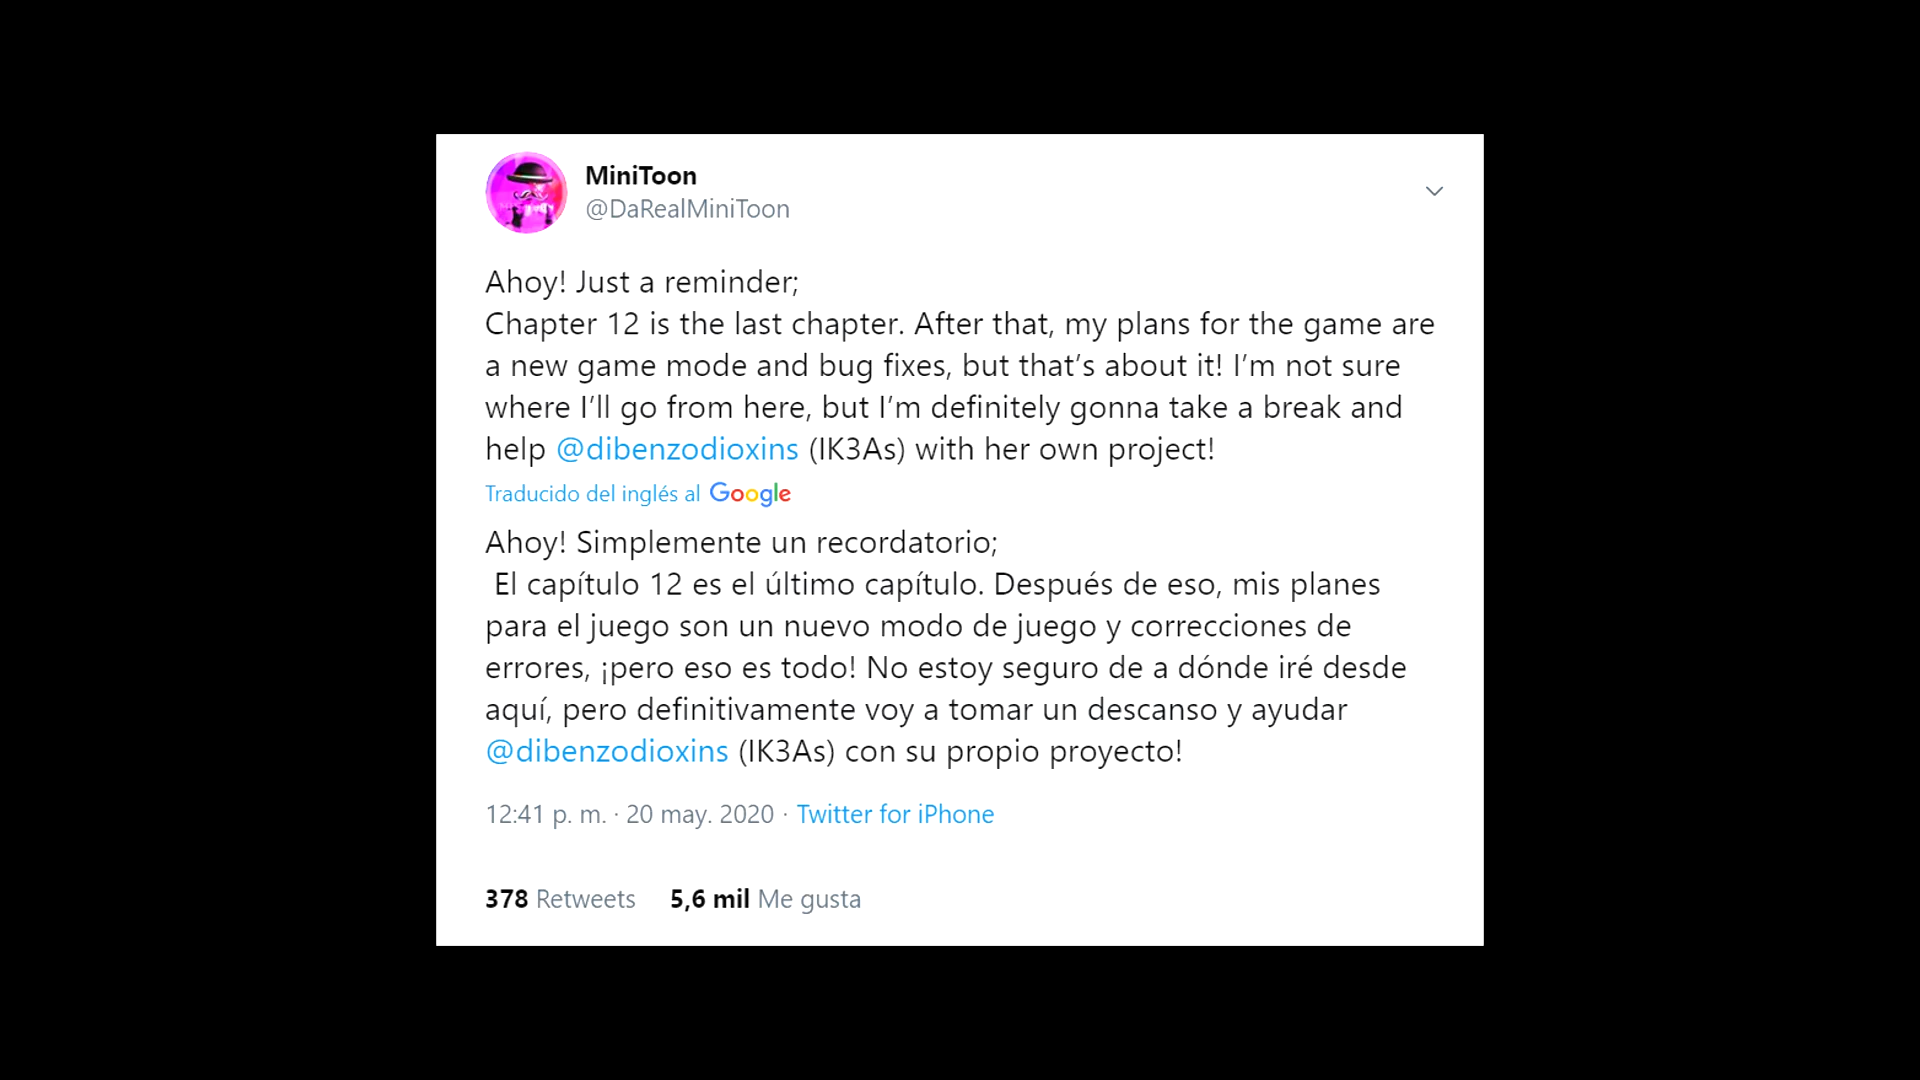 MiniToon
@DaRealMiniToon
Ahoy! Just a reminder;
Chapter 12 is the last chapter. After that, my plans for the game are
a new game mode and bug fixes, but that’s about it! I’m not sure
where I’ll go from here, but I’m definitely gonna take a break and
help @dibenzodioxins (IK3As) with her own project!
Traducido del inglés al Google
Ahoy! Simplemente un recordatorio;
El capítulo 12 es el último capítulo. Después de eso, mis planes
para el juego son un nuevo modo de juego y correcciones de
errores, ¡pero eso es todo! No estoy seguro de a dónde iré desde
aquí, pero definitivamente voy a tomar un descanso y ayudar
@dibenzodioxins (IK3As) con su propio proyecto!
12:41 p. m. · 20 may. 2020 · Twitter for iPhone
378 Retweets 5,6 mil Me gusta